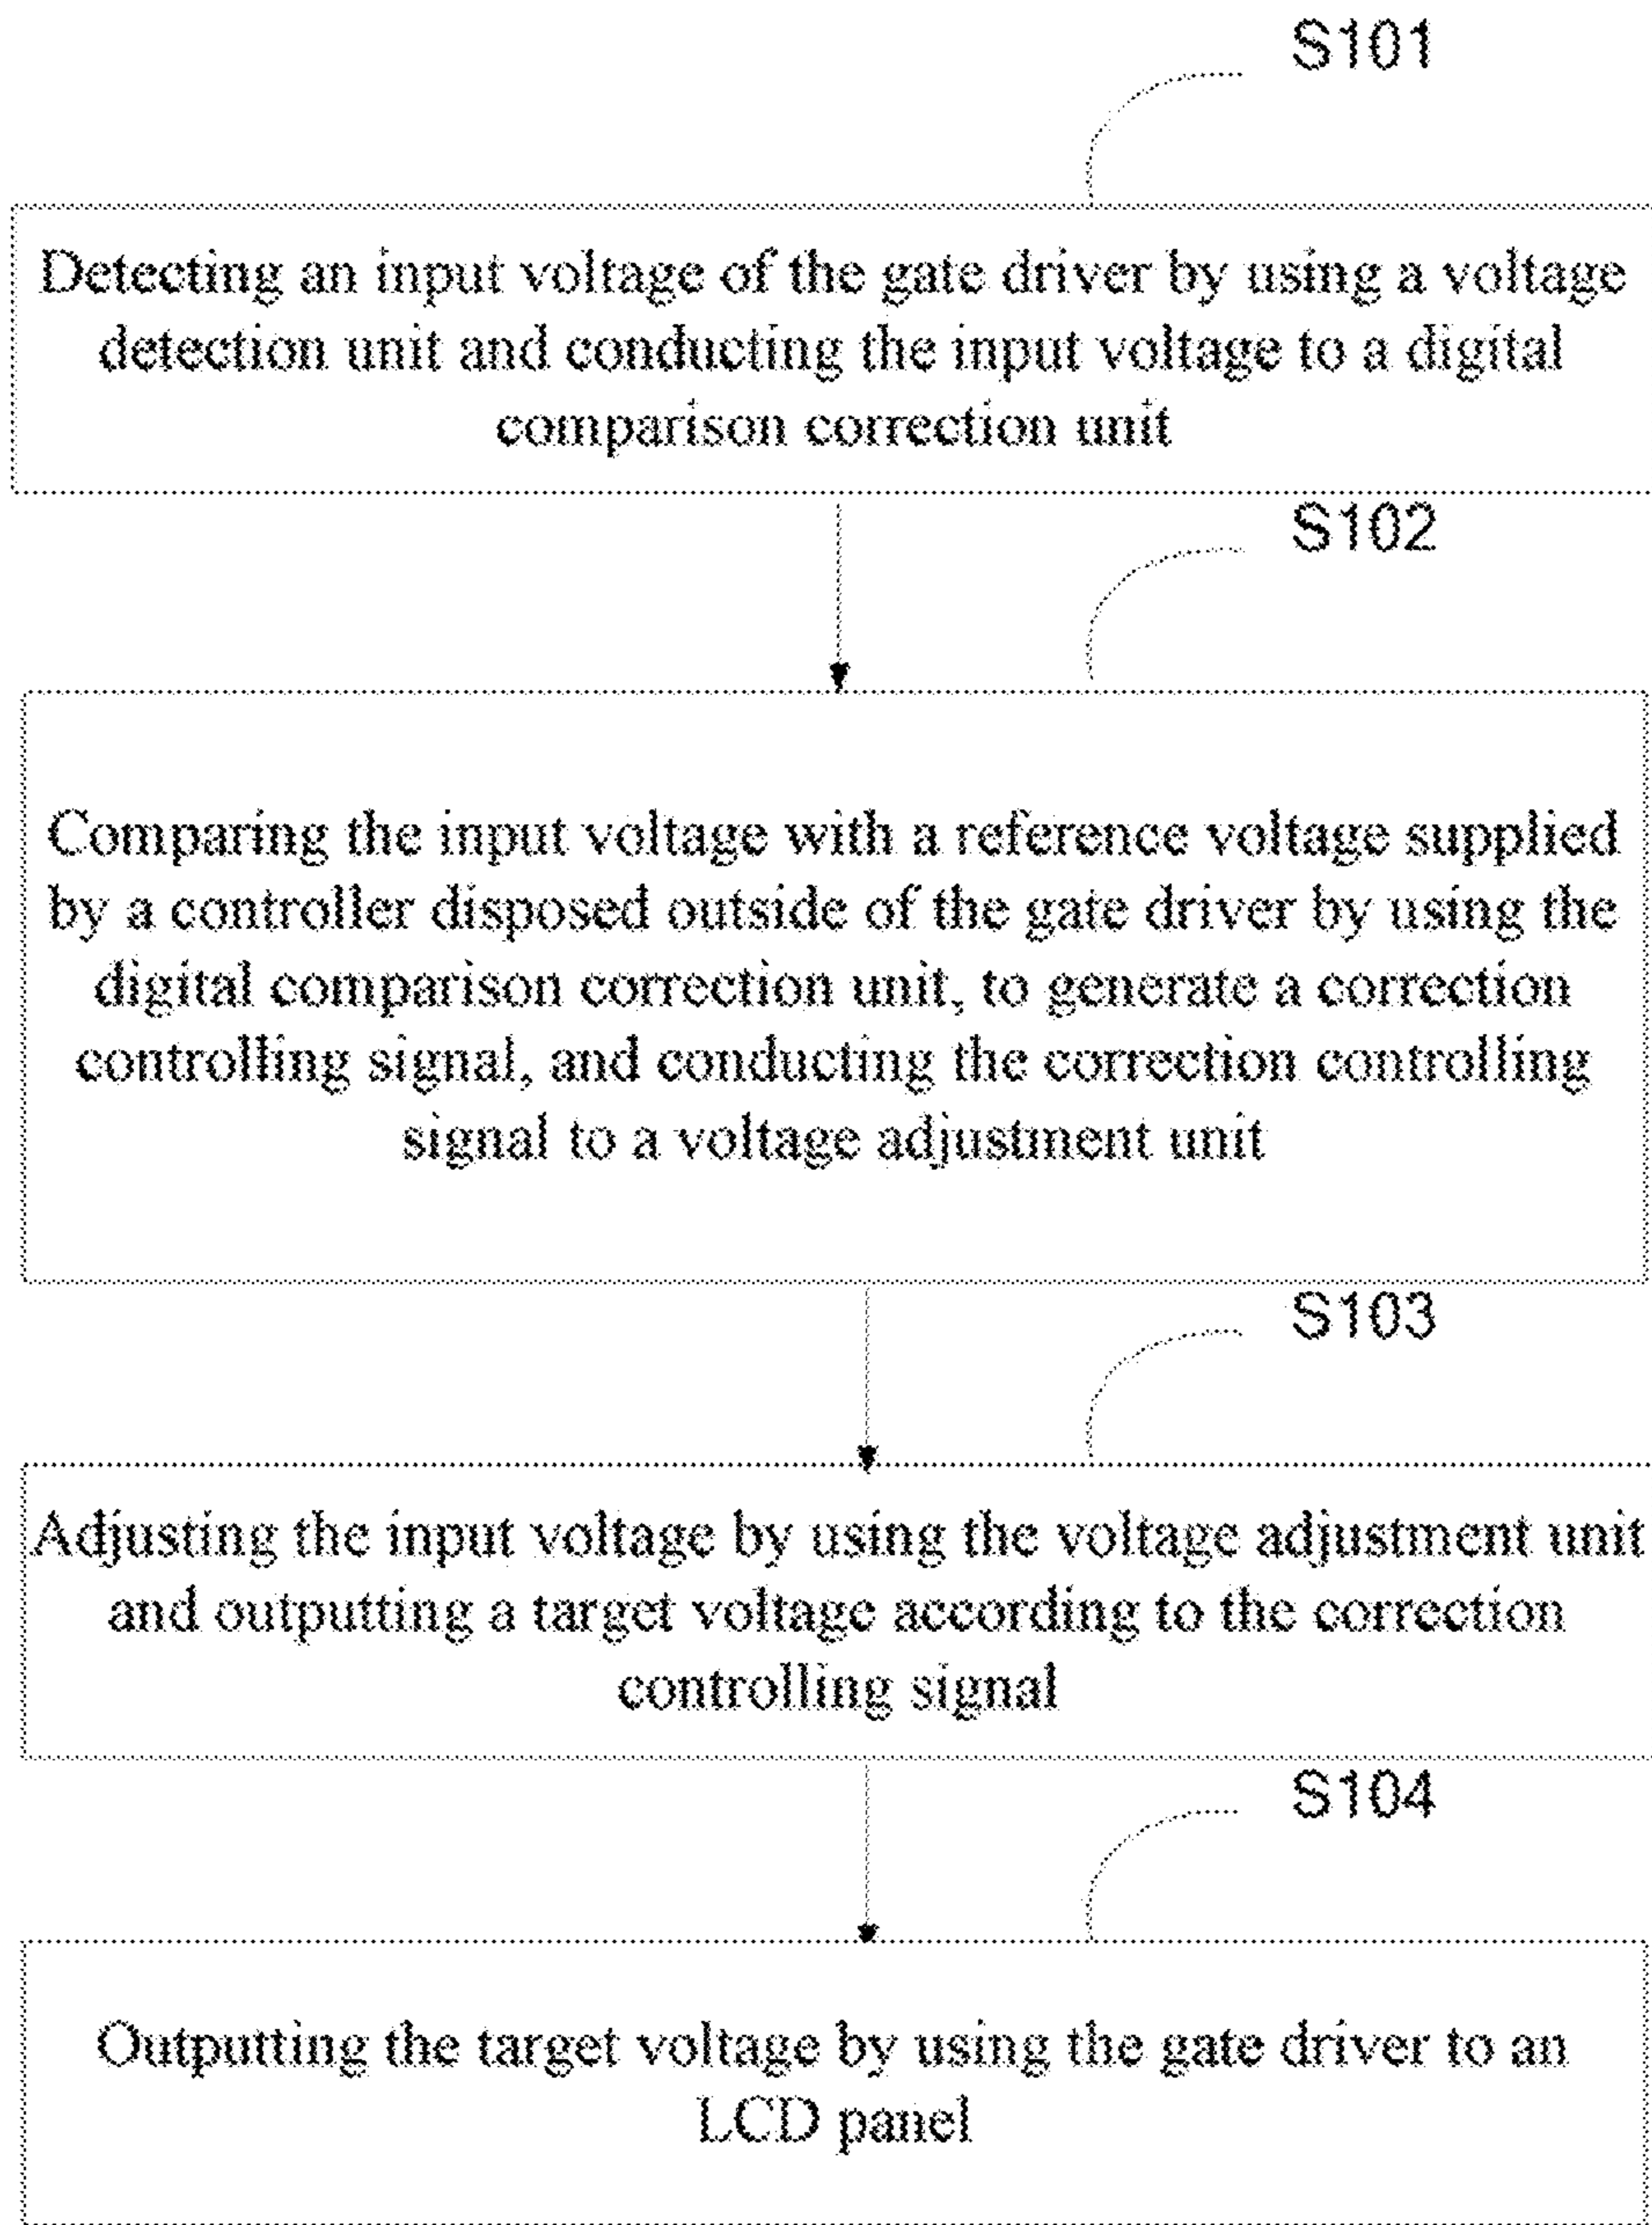 S101
Detecting an input voltage of the gate driver by using a voltage
detection unit and conducting the input voltage to a digital
comparison correction unit
S102
Comparing the input voltage with a reference voltage supplied
by a controller disposed outside of the gate driver by using the
digital comparison correction unit, to generate a correction
controlling signal, and conducting the correction controlling
signal to a voltage adjustment unit
S103
Adjusting the input voltage by using the voltage adjustment unit
and outputting a target voltage according to the correction
controlling signal
S104
Outputting the target voltage by using the gate driver to an
LCD panel